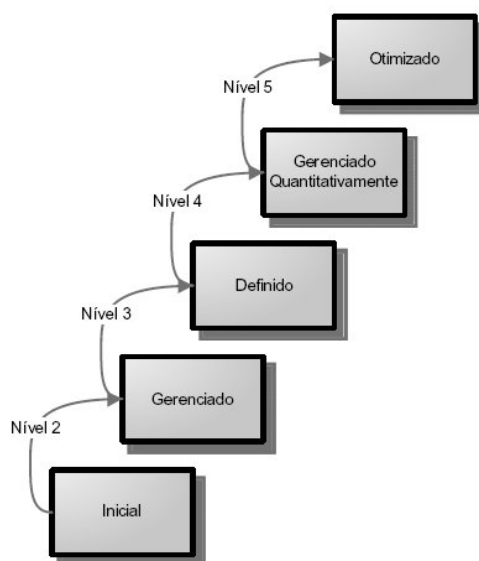 Otimizado
Nível 5
Gerenciado
Quantitativamente
Nível 4
Definido
Nível 3
Gerenciado
Nível 2
Inicial